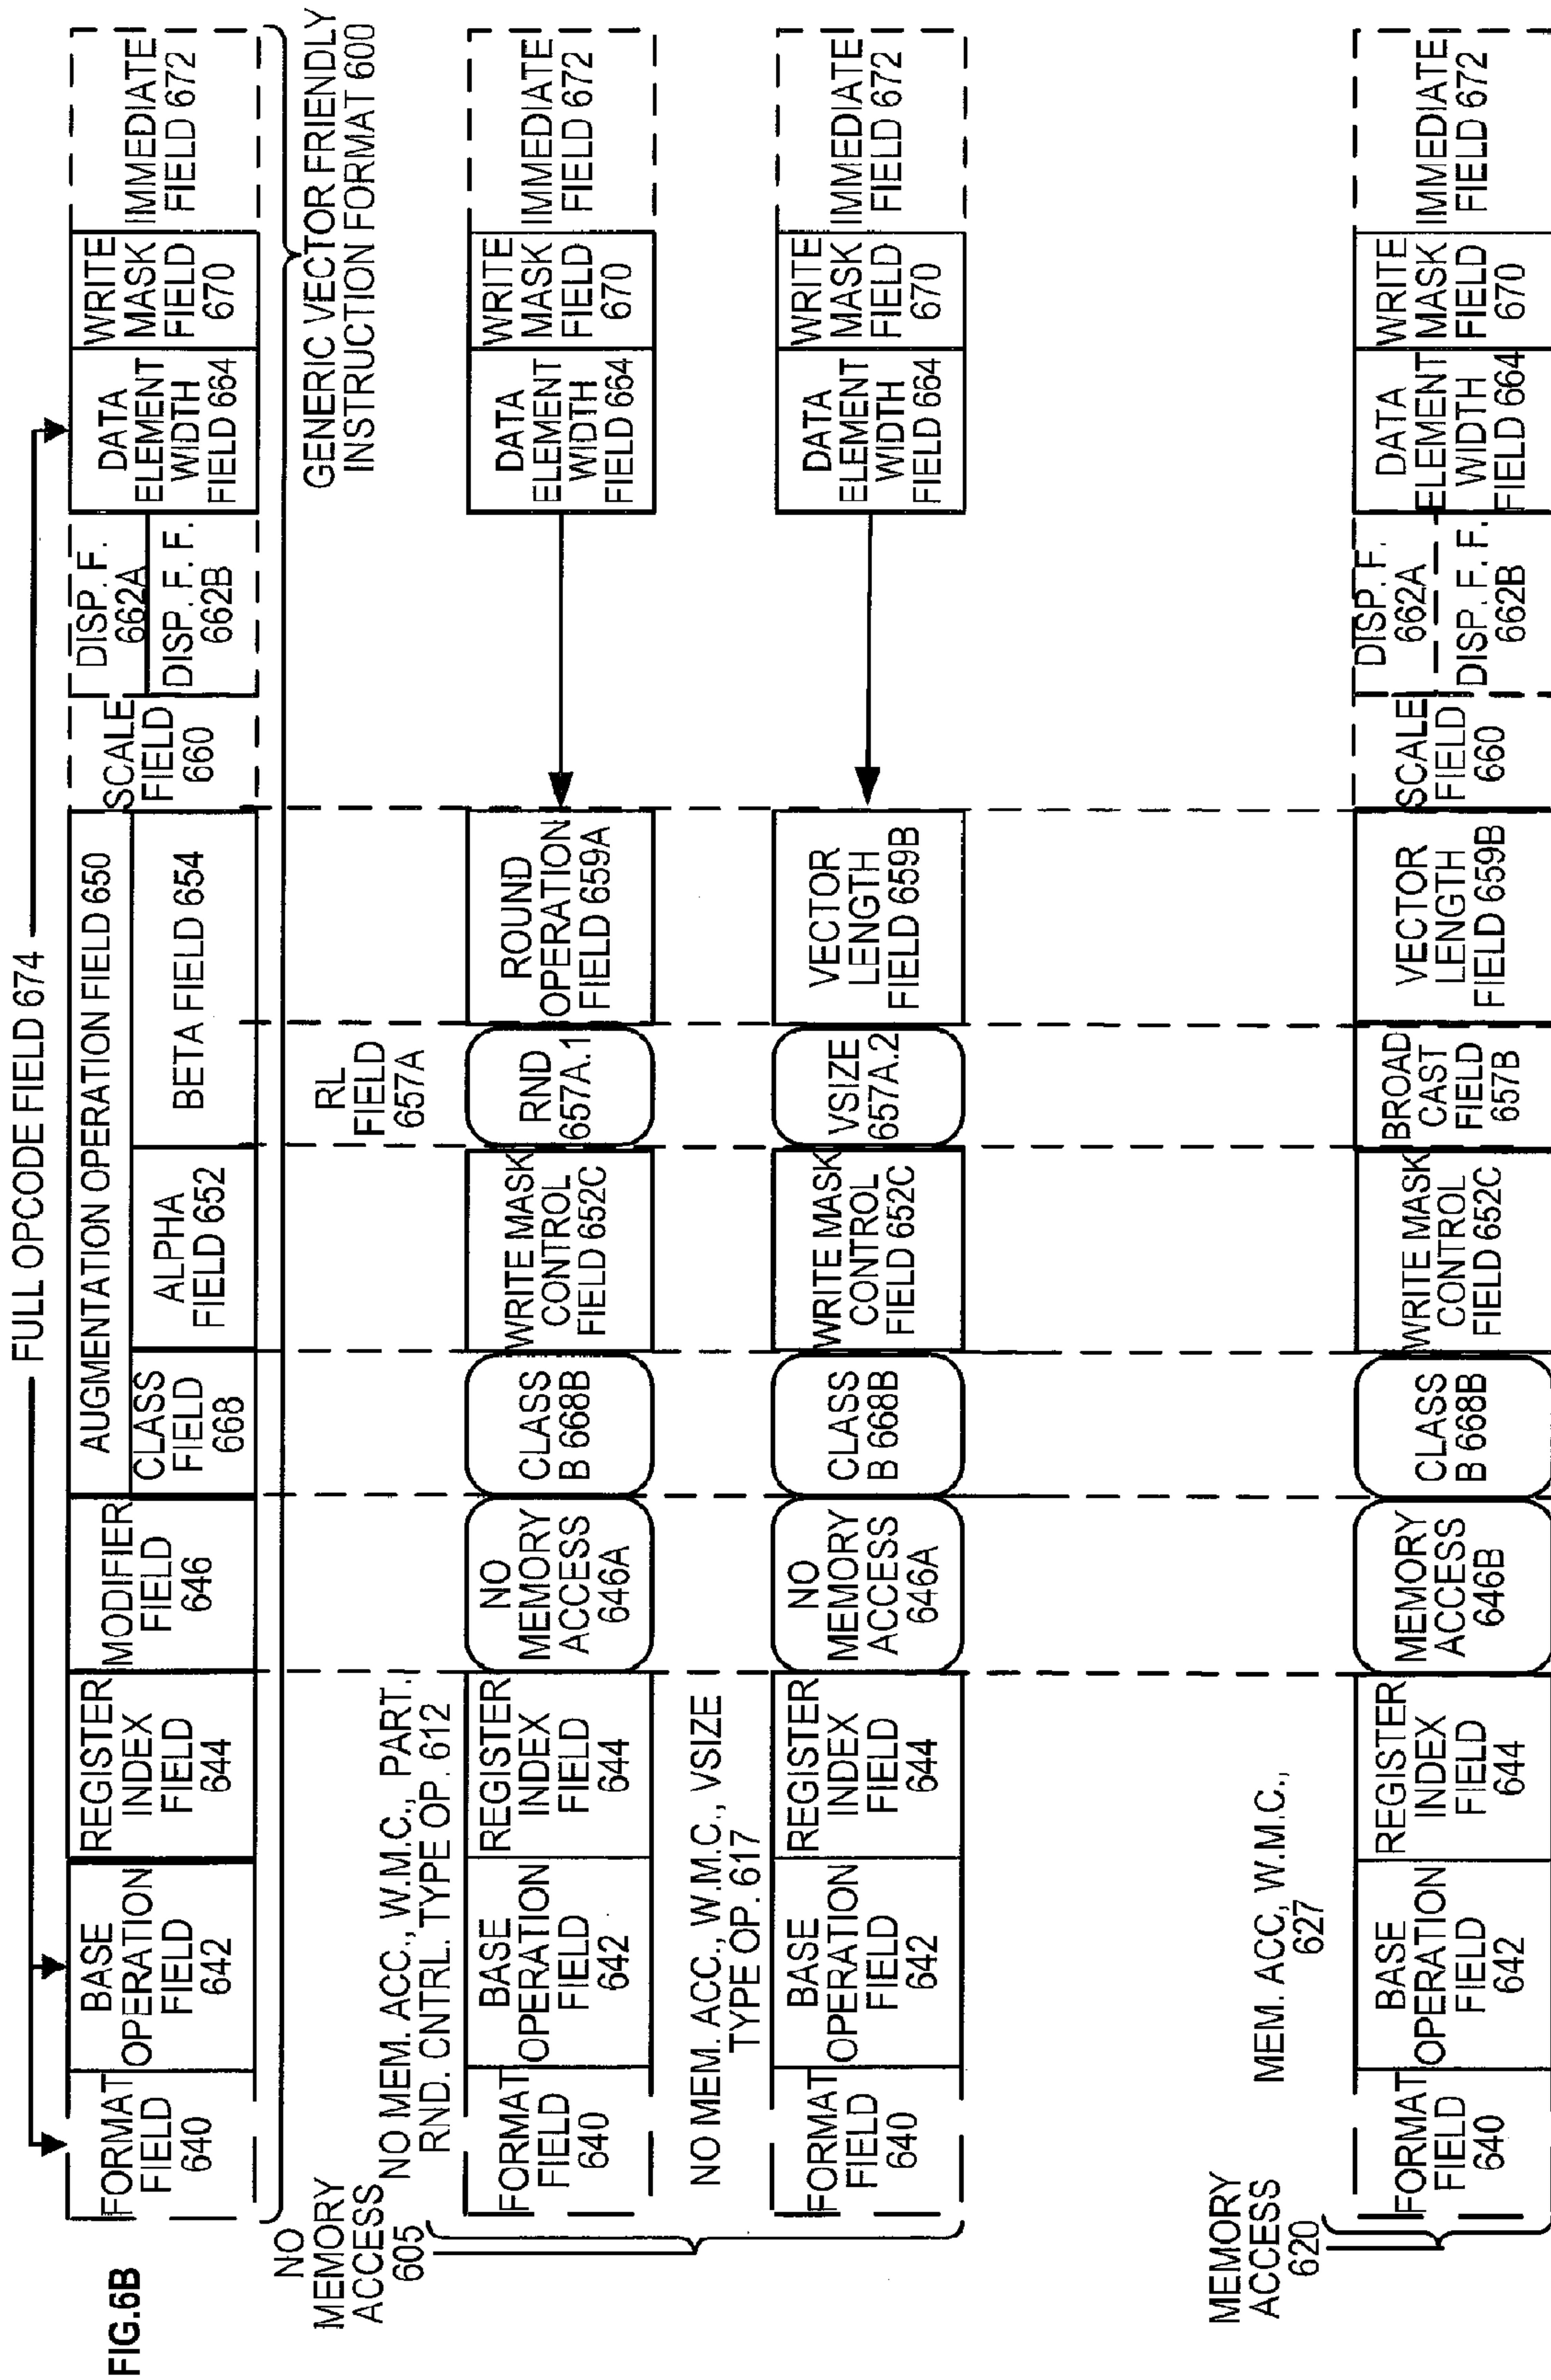 FIG.6B
FULL OPCODE FIELD 674
FORMAT
FIELD
640
BASE
OPERATION
FIELD
642
REGISTER
INDEX
FIELD
644
MODIFIER
FIELD
646
AUGMENTATION OPERATION FIELD 650
CLASS
FIELD
668
ALPHA
FIELD 652
BETA FIELD 654
SCALE
FIELD
660
DISP. F.
662A
DISP. F. F.
662B
DATA
ELEMENT
WIDTH
FIELD 664
WRITE
MASK
FIELD
670
IMMEDIATE
FIELD 672
GENERIC VECTOR FRIENDLY
INSTRUCTION FORMAT 600
NO
MEMORY
ACCESS
605
NO MEM. ACC., W.M.C., PART.
RND. CNTRL. TYPE OP. 612
RL
FIELD
657A
FORMAT
FIELD
640
BASE
OPERATION
FIELD
642
REGISTER
INDEX
FIELD
644
NO
MEMORY
ACCESS
646A
CLASS
B 668B
WRITE MASK
CONTROL
FIELD 652C
RND
657A.1
ROUND
OPERATION
FIELD 659A
DATA
ELEMENT
WIDTH
FIELD 664
WRITE
MASK
FIELD
670
IMMEDIATE
FIELD 672
NO MEM. ACC., W.M.C., VSIZE
TYPE OP. 617
FORMAT
FIELD
640
BASE
OPERATION
FIELD
642
REGISTER
INDEX
FIELD
644
NO
MEMORY
ACCESS
646A
CLASS
B 668B
WRITE MASK
CONTROL
FIELD 652C
VSIZE
657A.2
VECTOR
LENGTH
FIELD 659B
DATA
ELEMENT
WIDTH
FIELD 664
WRITE
MASK
FIELD
670
IMMEDIATE
FIELD 672
MEMORY
ACCESS
620
MEM. ACC, W.M.C.,
627
FORMAT
FIELD
640
BASE
OPERATION
FIELD
642
REGISTER
INDEX
FIELD
644
MEMORY
ACCESS
646B
CLASS
B 668B
WRITE MASK
CONTROL
FIELD 652C
BROAD
CAST
FIELD
657B
VECTOR
LENGTH
FIELD 659B
SCALE
FIELD
660
DISP. F.
662A
DISP. F. F.
662B
DATA
ELEMENT
WIDTH
FIELD 664
WRITE
MASK
FIELD
670
IMMEDIATE
FIELD 672